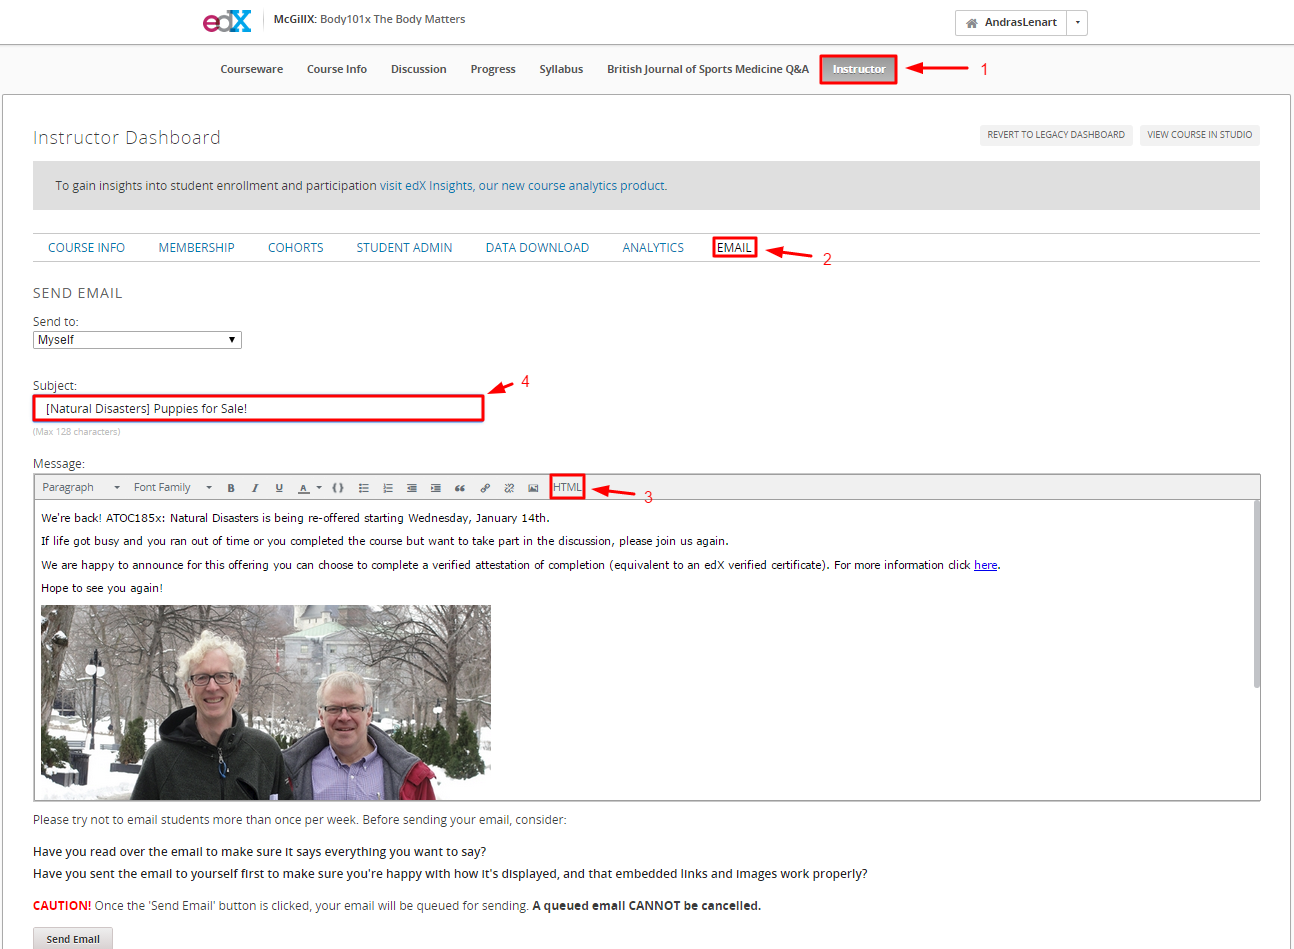 edX McGillX: Body101x The Body Matters AndrasLenart
Courseware Course Info Discussion Progress Syllabus British Journal of Sports Medicine Q&A Instructor 1
Instructor Dashboard REVERT TO LEGACY DASHBOARD VIEW COURSE IN STUDIO
To gain insights into student enrollment and participation visit edX Insights, our new course analytics product.
COURSE INFO MEMBERSHIP COHORTS STUDENT ADMIN DATA DOWNLOAD ANALYTICS EMAIL 2
SEND EMAIL
Send to:
Myself
Subject: 4
[Natural Disasters] Puppies for Sale!
(Max 128 characters)
Message:
Paragraph Font Family B I U A HTML 3
We're back! ATOC185x: Natural Disasters is being re-offered starting Wednesday, January 14th.
If life got busy and you ran out of time or you completed the course but want to take part in the discussion, please join us again.
We are happy to announce for this offering you can choose to complete a verified attestation of completion (equivalent to an edX verified certificate). For more information click here.
Hope to see you again!
Please try not to email students more than once per week. Before sending your email, consider:
Have you read over the email to make sure it says everything you want to say?
Have you sent the email to yourself first to make sure you're happy with how it's displayed, and that embedded links and images work properly?
CAUTION! Once the 'Send Email' button is clicked, your email will be queued for sending. A queued email CANNOT be cancelled.
Send Email